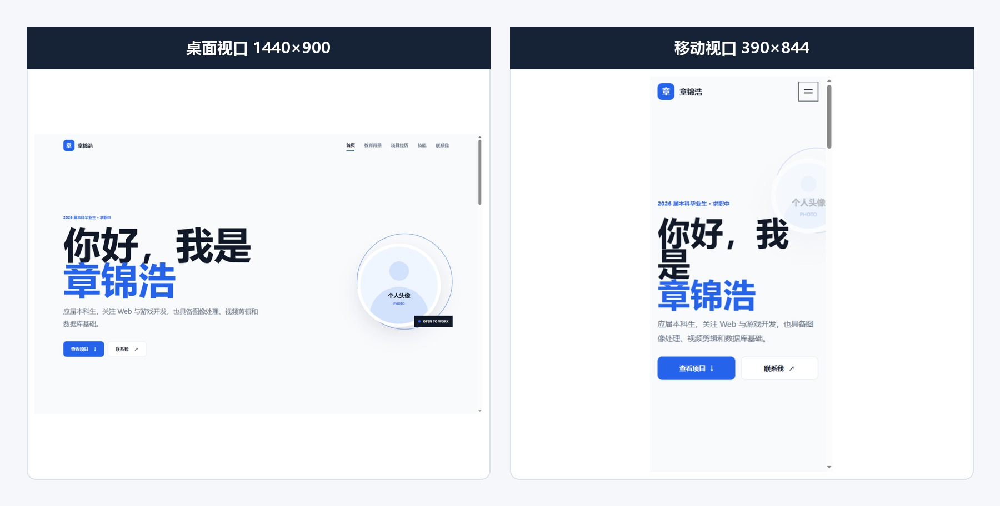 桌面视口 1440×900
章 章锦浩
首页 教育背景 项目经历 技能 联系我
2026 届本科毕业生 • 求职中
你好，我是
章锦浩
应届本科生，关注 Web 与游戏开发，也具备图像处理、视频剪辑和
数据库基础。
查看项目 ↓ 联系我 ↗
个人头像
PHOTO
OPEN TO WORK
移动视口 390×844
章 章锦浩
个人头像
PHOTO
2026 届本科毕业生 • 求职中
你好，我
是
章锦浩
应届本科生，关注 Web 与游戏开发，也具备图
像处理、视频剪辑和数据库基础。
查看项目 ↓ 联系我 ↗